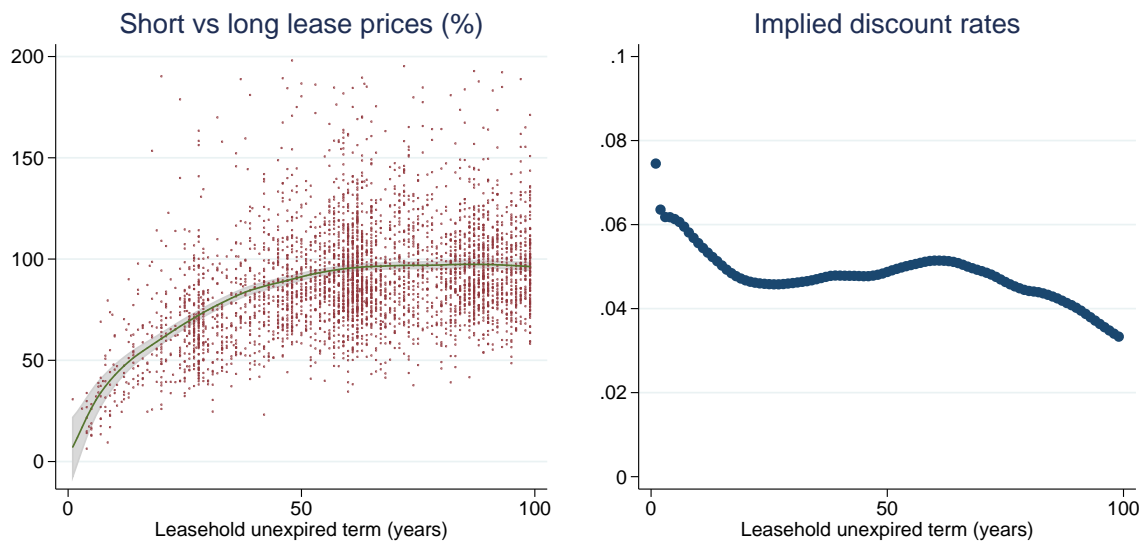 Short vs long lease prices (%)
200
150
100
50
0
0 50 100
Leasehold unexpired term (years)
Implied discount rates
.1
.08
.06
.04
.02
0
0 50 100
Leasehold unexpired term (years)